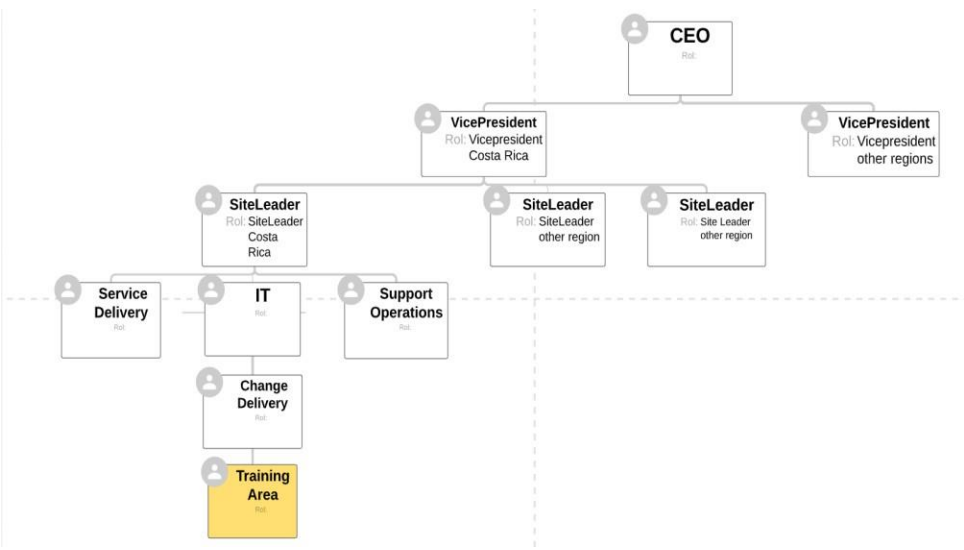 CEO
Rol:
VicePresident
Rol: Vicepresident
Costa Rica
VicePresident
Rol: Vicepresident
other regions
SiteLeader
Rol: SiteLeader
Costa
Rica
SiteLeader
Rol: SiteLeader
other region
SiteLeader
Rol: Site Leader
other region
Service
Delivery
Rol:
IT
Rol:
Support
Operations
Rol:
Change
Delivery
Rol:
Training
Area
Rol: